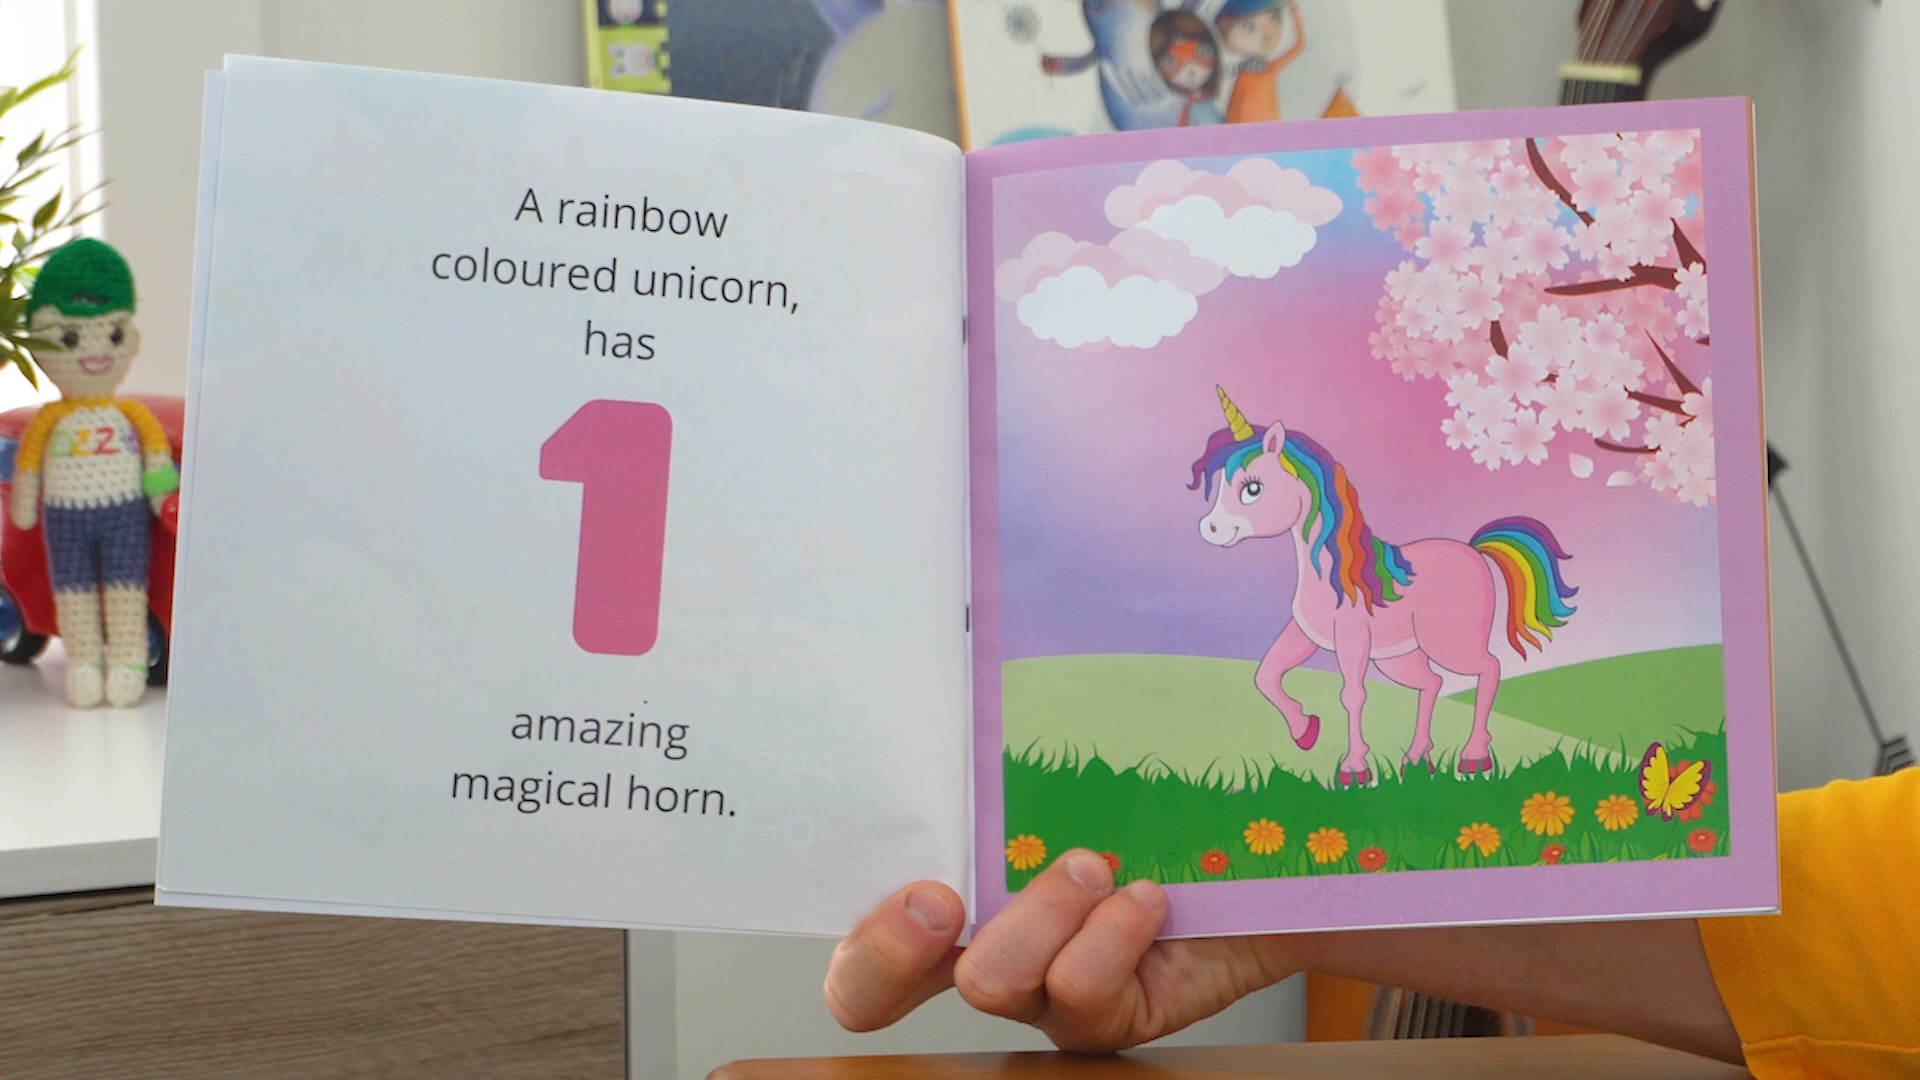 A rainbow
coloured unicorn,
has
1
amazing
magical horn.